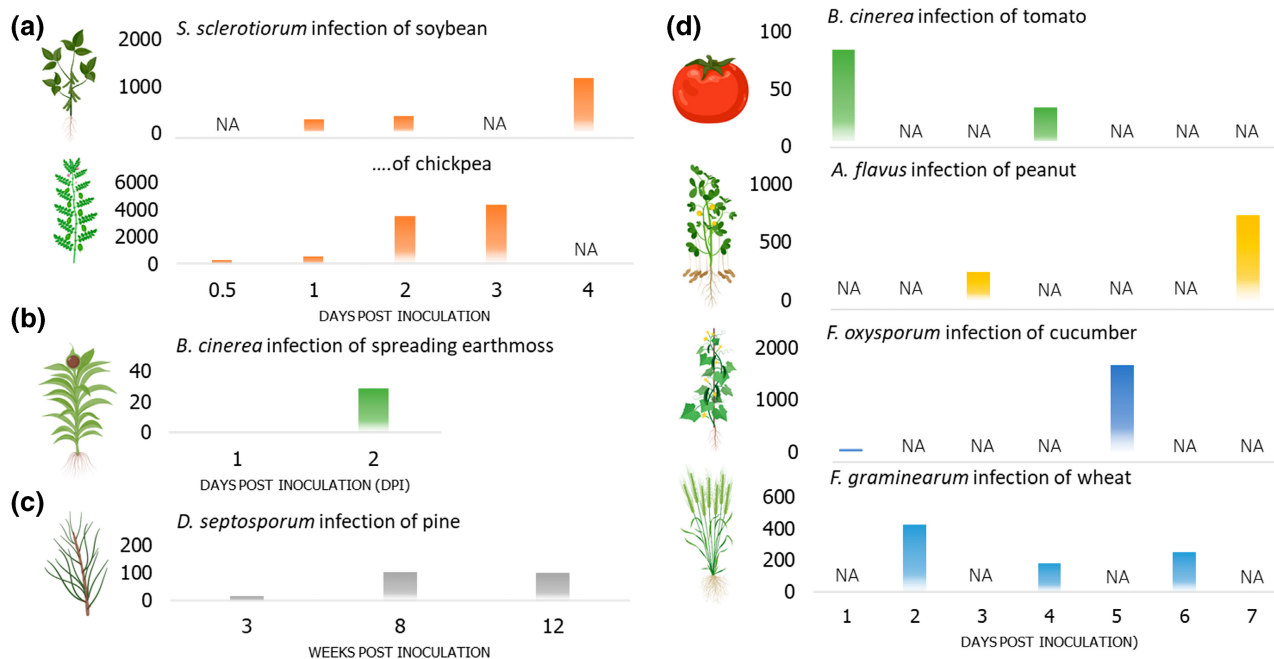 (a)
S. sclerotiorum infection of soybean
2000
1000
0
NA
NA
....of chickpea
6000
4000
2000
0
NA
0.5 1 2 3 4
DAYS POST INOCULATION
(b)
B. cinerea infection of spreading earthmoss
40
20
0
1 2
DAYS POST INOCULATION (DPI)
(c)
D. septosporum infection of pine
200
100
0
3 8 12
WEEKS POST INOCULATION
(d)
B. cinerea infection of tomato
100
50
0
NA NA NA NA NA
A. flavus infection of peanut
1000
500
0
NA NA NA NA NA
F. oxysporum infection of cucumber
2000
1000
0
NA NA NA NA NA
F. graminearum infection of wheat
600
400
200
0
NA NA NA NA
1 2 3 4 5 6 7
DAYS POST INOCULATION)